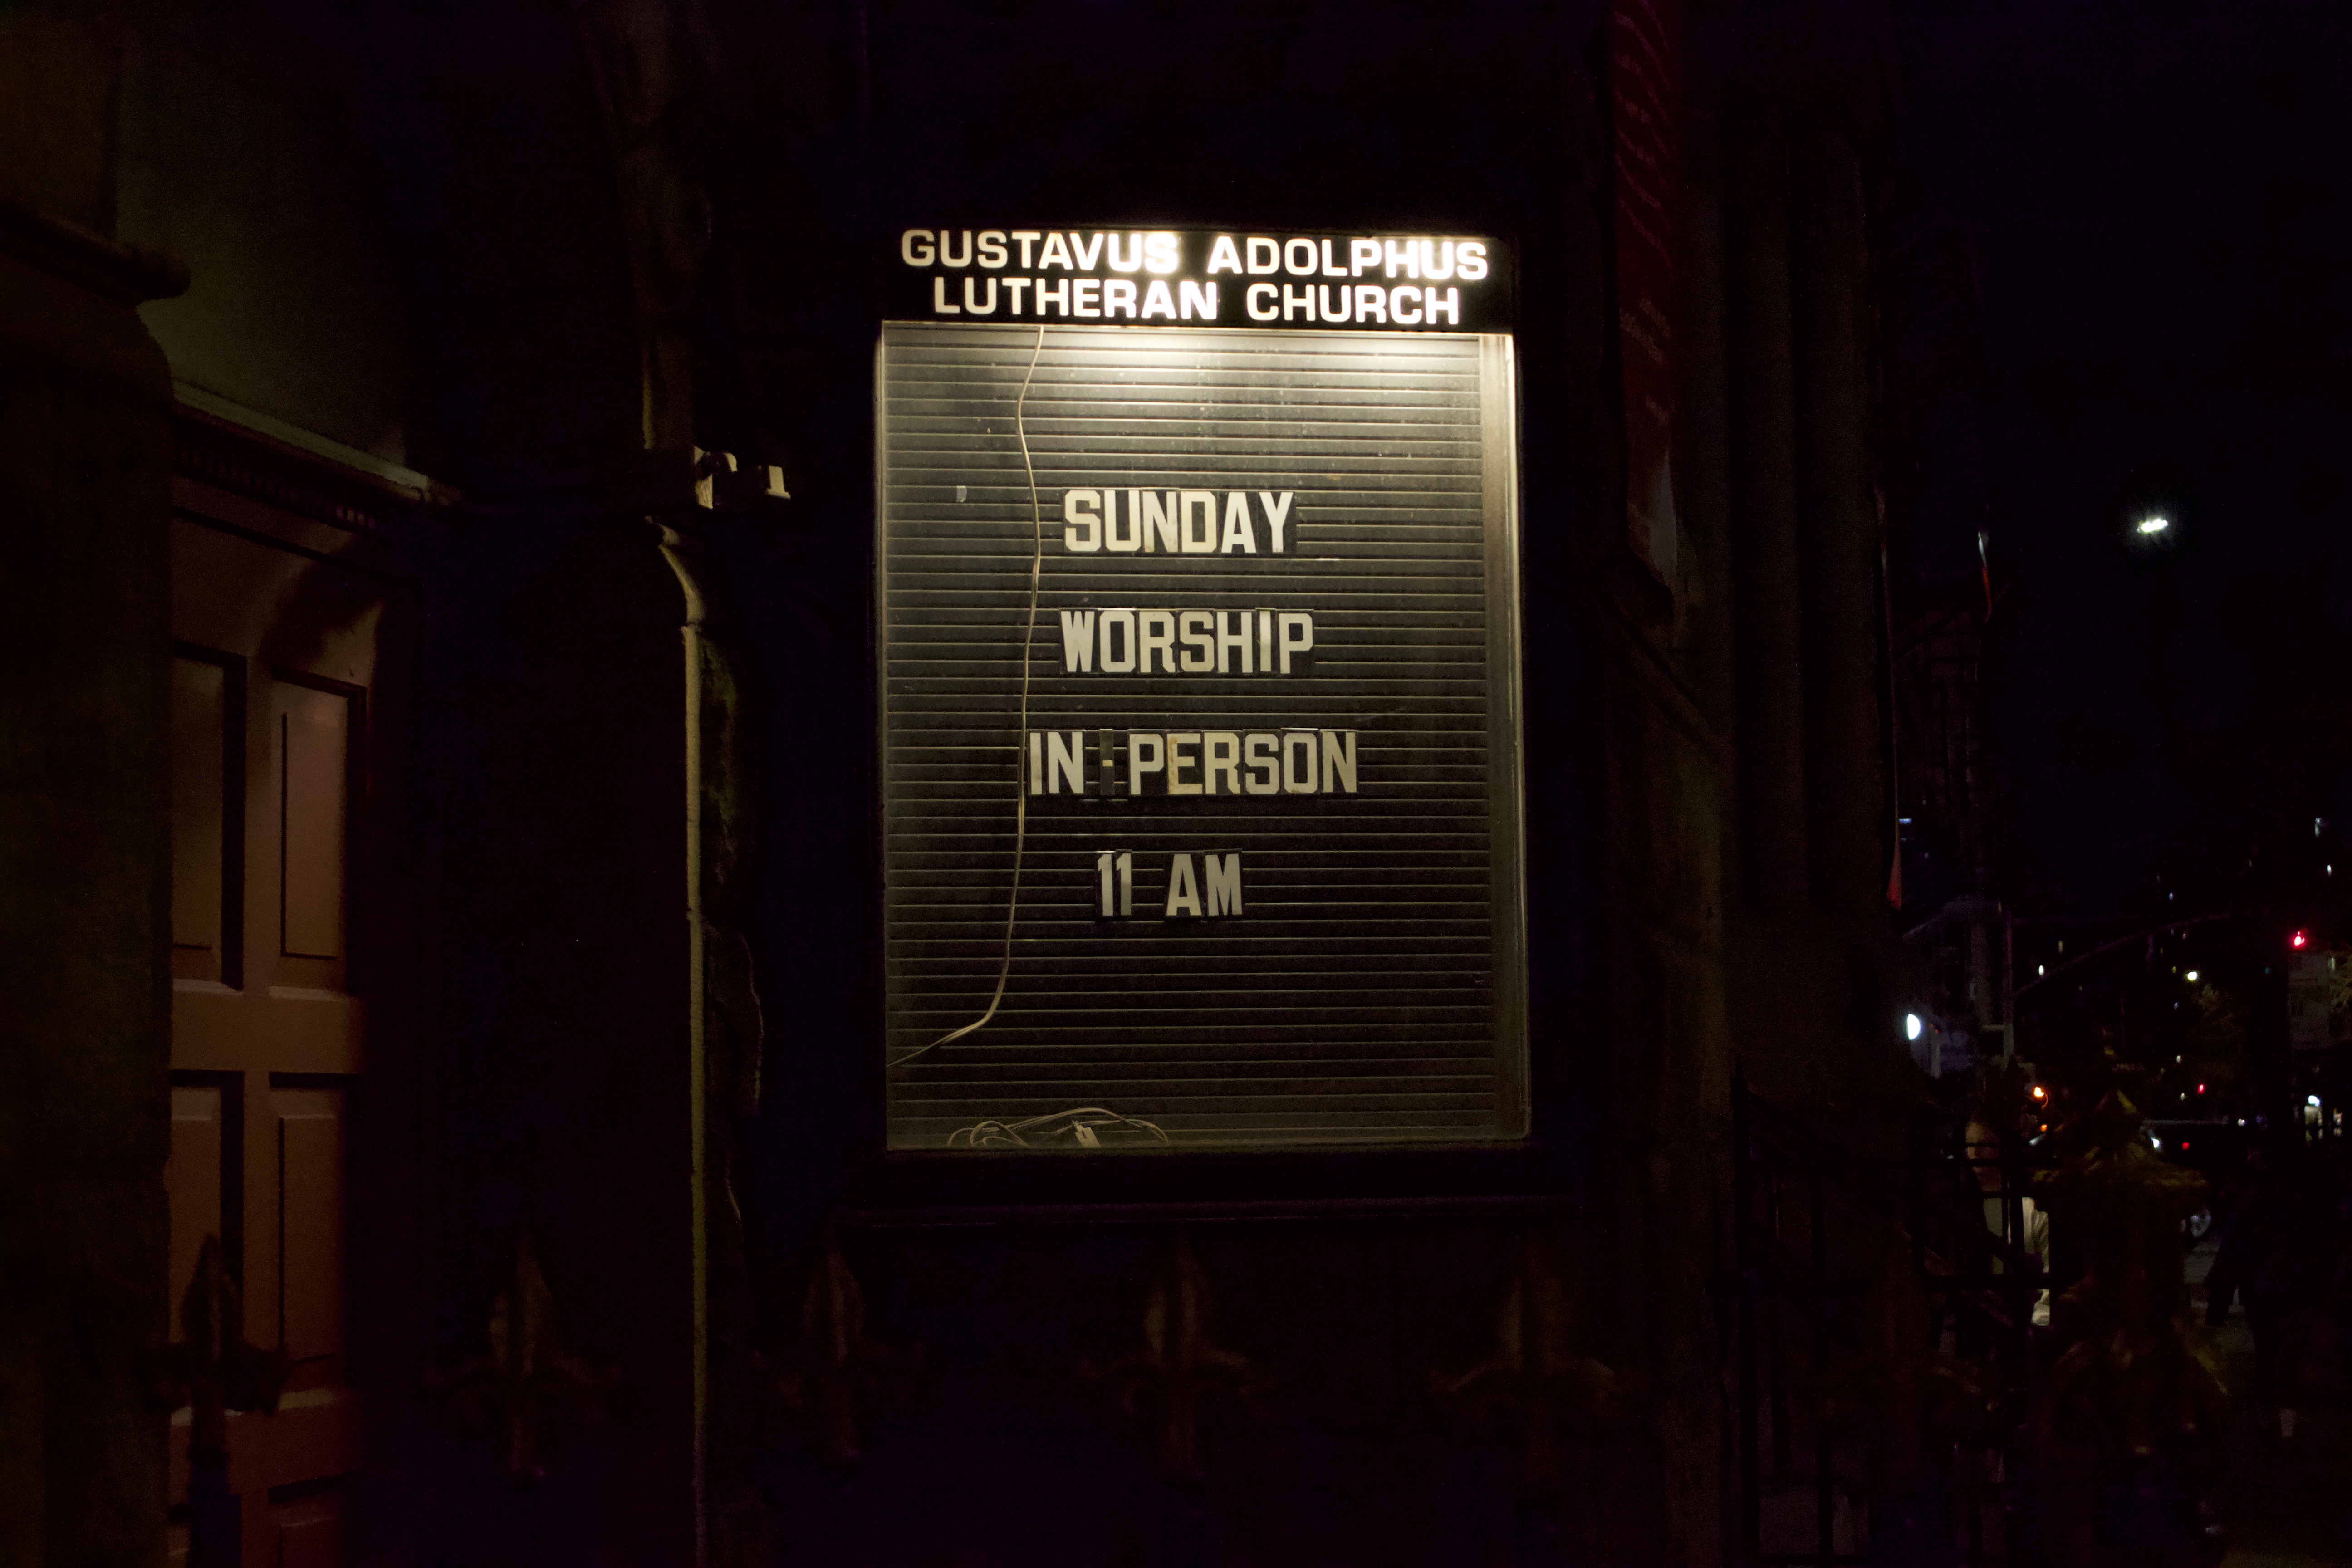 GUSTAVUS ADOLPHUS
LUTHERAN CHURCH
SUNDAY
WORSHIP
IN-PERSON
11 AM